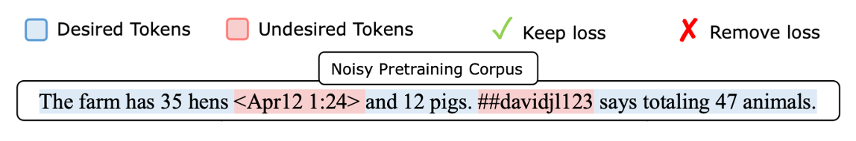 Desired Tokens Undesired Tokens ✓ Keep loss ✗ Remove loss
Noisy Pretraining Corpus
The farm has 35 hens <Apr12 1:24> and 12 pigs. ##davidjl123 says totaling 47 animals.